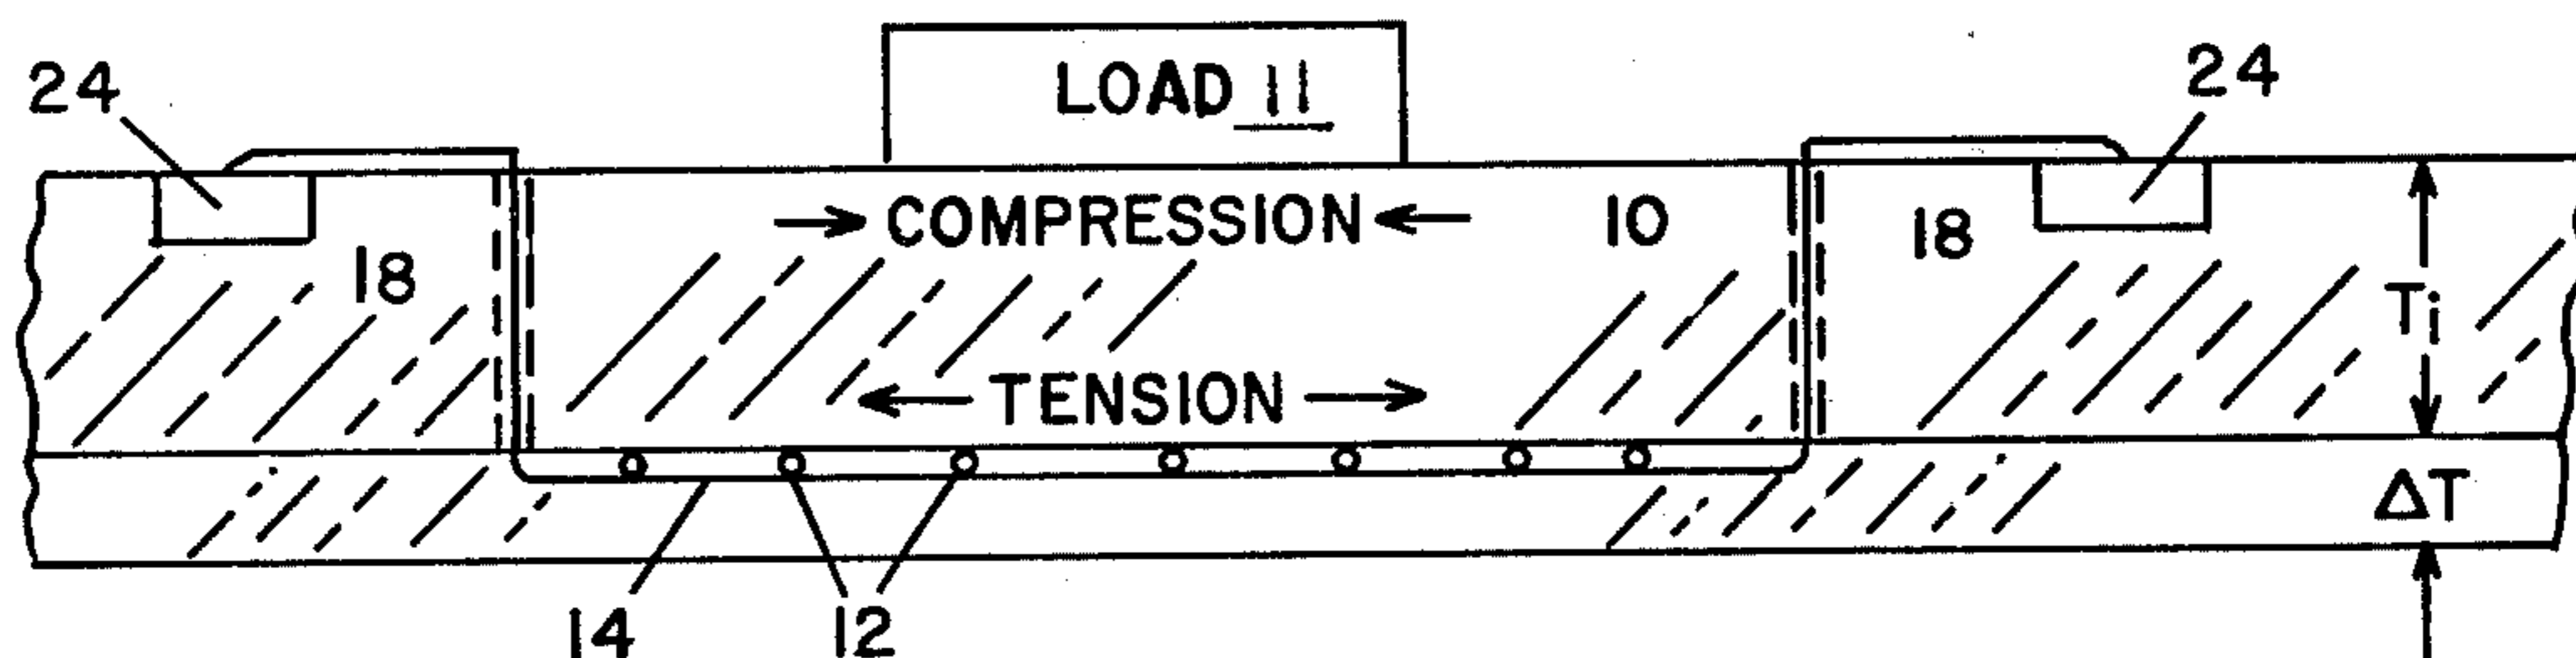 24
LOAD 11
24
→ COMPRESSION ←
10
18
18
Ti
← TENSION →
ΔT
14
12